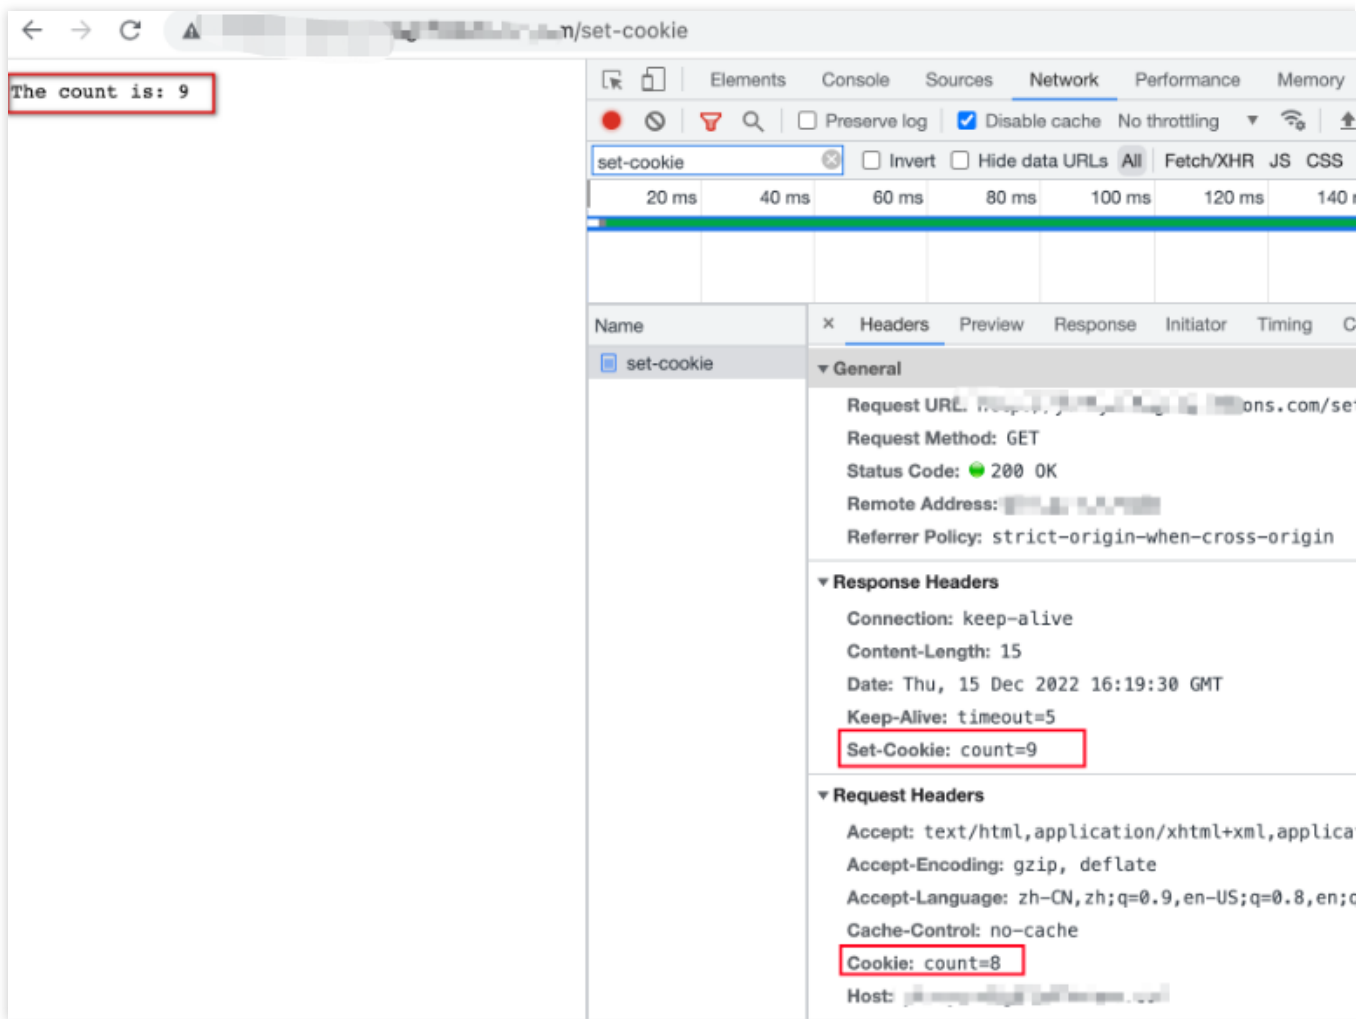 /set-cookie
The count is: 9
Elements Console Sources Network Performance Memory
Preserve log Disable cache No throttling
set-cookie Invert Hide data URLs All Fetch/XHR JS CSS
20 ms 40 ms 60 ms 80 ms 100 ms 120 ms 140
Name
set-cookie
× Headers Preview Response Initiator Timing C
General
Request URL: ons.com/set
Request Method: GET
Status Code: 200 OK
Remote Address:
Referrer Policy: strict-origin-when-cross-origin
Response Headers
Connection: keep-alive
Content-Length: 15
Date: Thu, 15 Dec 2022 16:19:30 GMT
Keep-Alive: timeout=5
Set-Cookie: count=9
Request Headers
Accept: text/html,application/xhtml+xml,applica
Accept-Encoding: gzip, deflate
Accept-Language: zh-CN,zh;q=0.9,en-US;q=0.8,en;q
Cache-Control: no-cache
Cookie: count=8
Host: